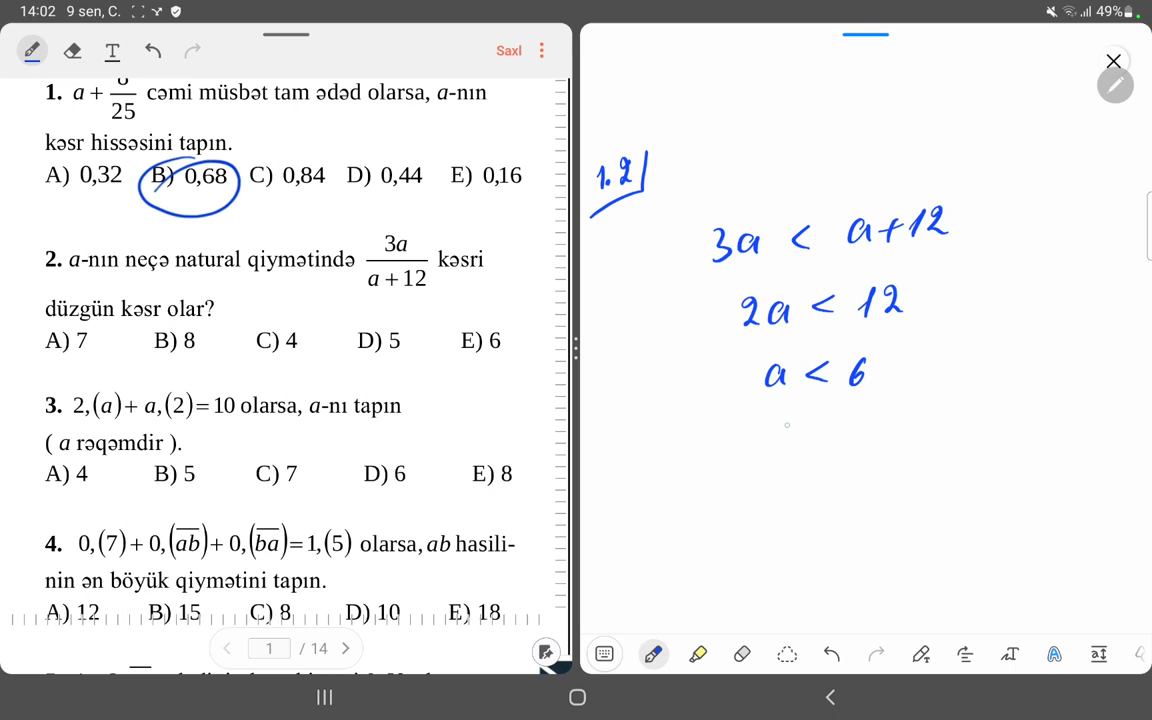 14:02 9 sen, C. 49%
Saxl
1. a + 8/25 cəmi müsbət tam ədəd olarsa, a-nın
kəsr hissəsini tapın.
A) 0,32 B) 0,68 C) 0,84 D) 0,44 E) 0,16
2. a-nın neçə natural qiymətində 3a/(a+12) kəsri
düzgün kəsr olar?
A) 7 B) 8 C) 4 D) 5 E) 6
3. 2,(a)+ a,(2)=10 olarsa, a-nı tapın
( a rəqəmdir ).
A) 4 B) 5 C) 7 D) 6 E) 8
4. 0,(7)+0,(a̅b̅)+0,(b̅a̅)=1,(5) olarsa, ab hasili-
nin ən böyük qiymətini tapın.
A) 12 B) 15 C) 8 D) 10 E) 18
1 / 14
1.2/
3a < a+12
2a < 12
a < 6